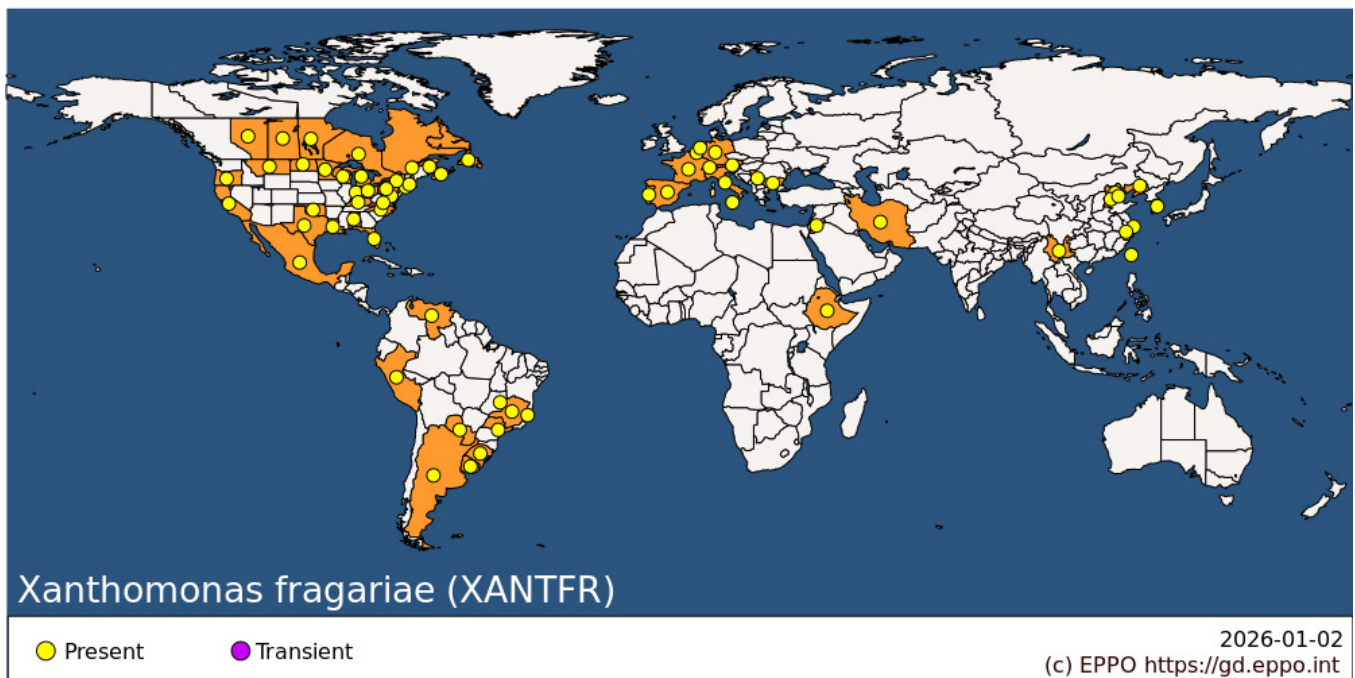 Xanthomonas fragariae (XANTFR)
Present
Transient
2026-01-02
(c) EPPO https://gd.eppo.int